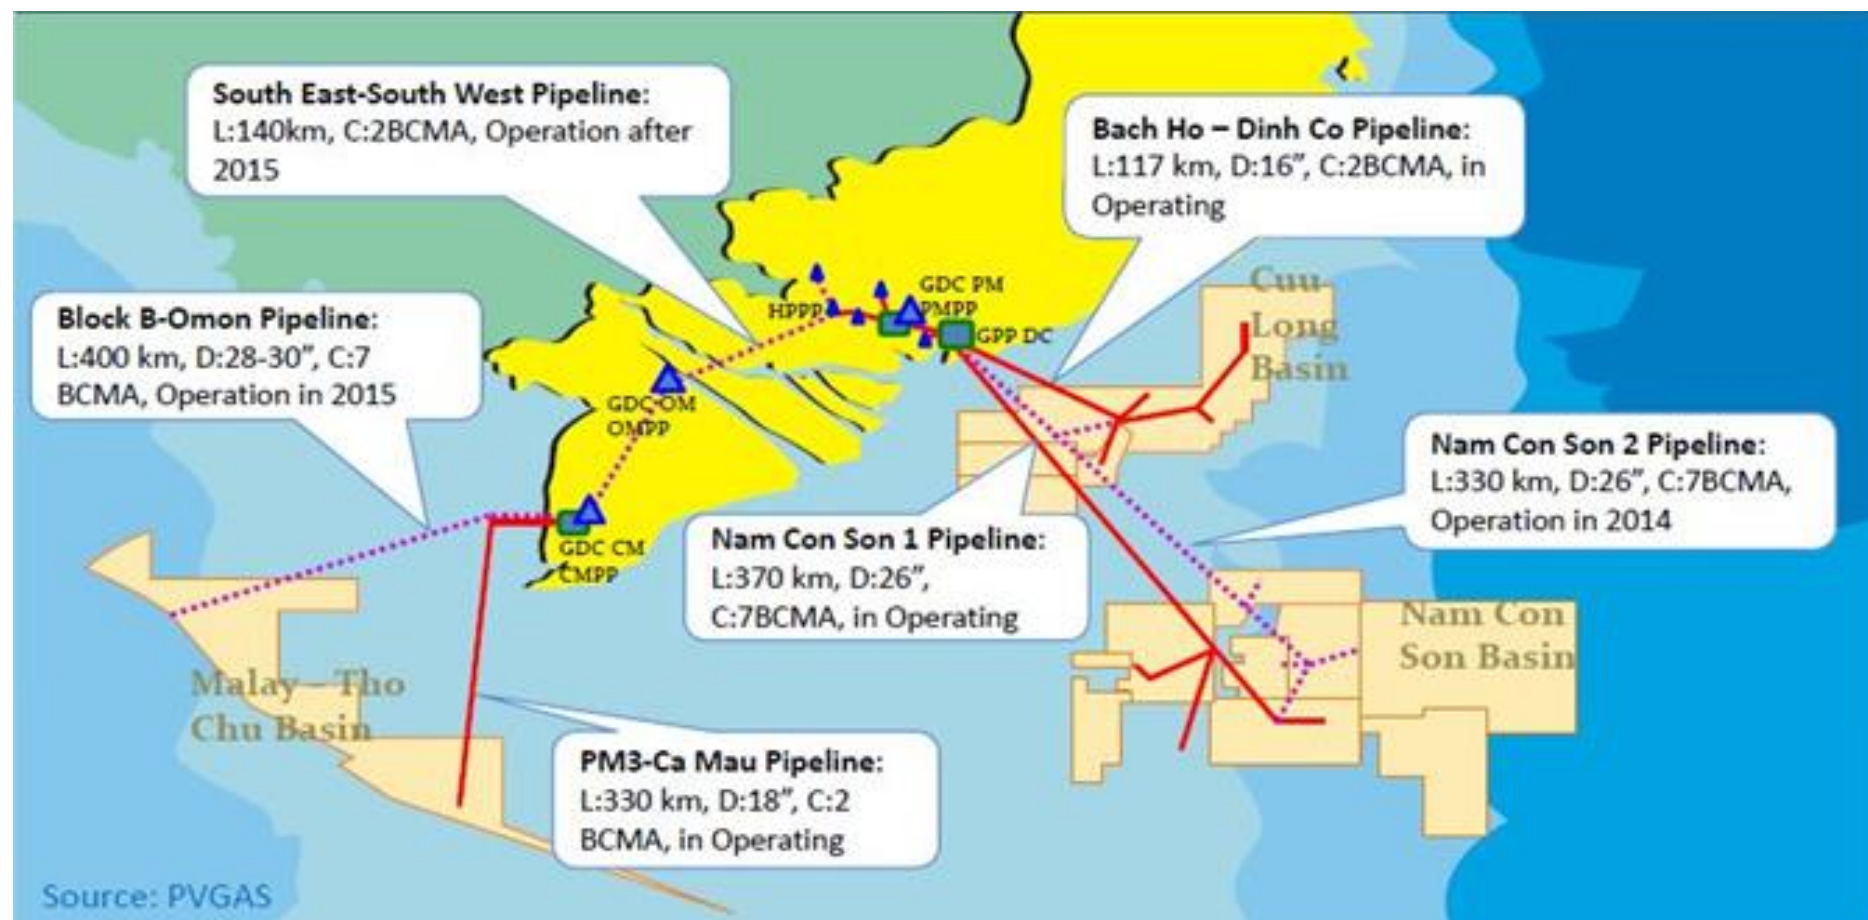 South East-South West Pipeline:
L:140km, C:2BCMA, Operation after
2015
Bach Ho – Dinh Co Pipeline:
L:117 km, D:16”, C:2BCMA, in
Operating
Block B-Omon Pipeline:
L:400 km, D:28-30”, C:7
BCMA, Operation in 2015
GDC PM
PMPP
HPPP
GPP DC
Cuu
Long
Basin
GDC OM
OMPP
Nam Con Son 2 Pipeline:
L:330 km, D:26”, C:7BCMA,
Operation in 2014
Nam Con Son 1 Pipeline:
L:370 km, D:26”,
C:7BCMA, in Operating
GDC CM
CMPP
Nam Con
Son Basin
Malay – Tho
Chu Basin
PM3-Ca Mau Pipeline:
L:330 km, D:18”, C:2
BCMA, in Operating
Source: PVGAS